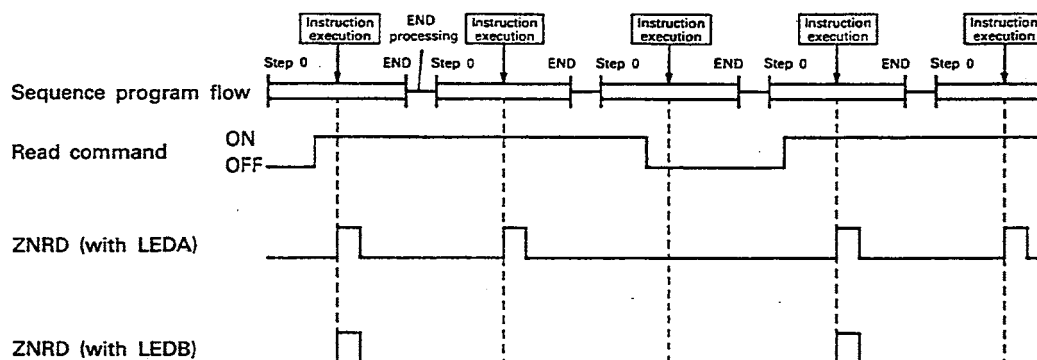 Instruction execution
END processing
Instruction execution
Instruction execution
Instruction execution
Instruction execution
Step 0
END
Step 0
END
Step 0
END
Step 0
END
Step 0
Sequence program flow
Read command
ON
OFF
ZNRD (with LEDA)
ZNRD (with LEDB)